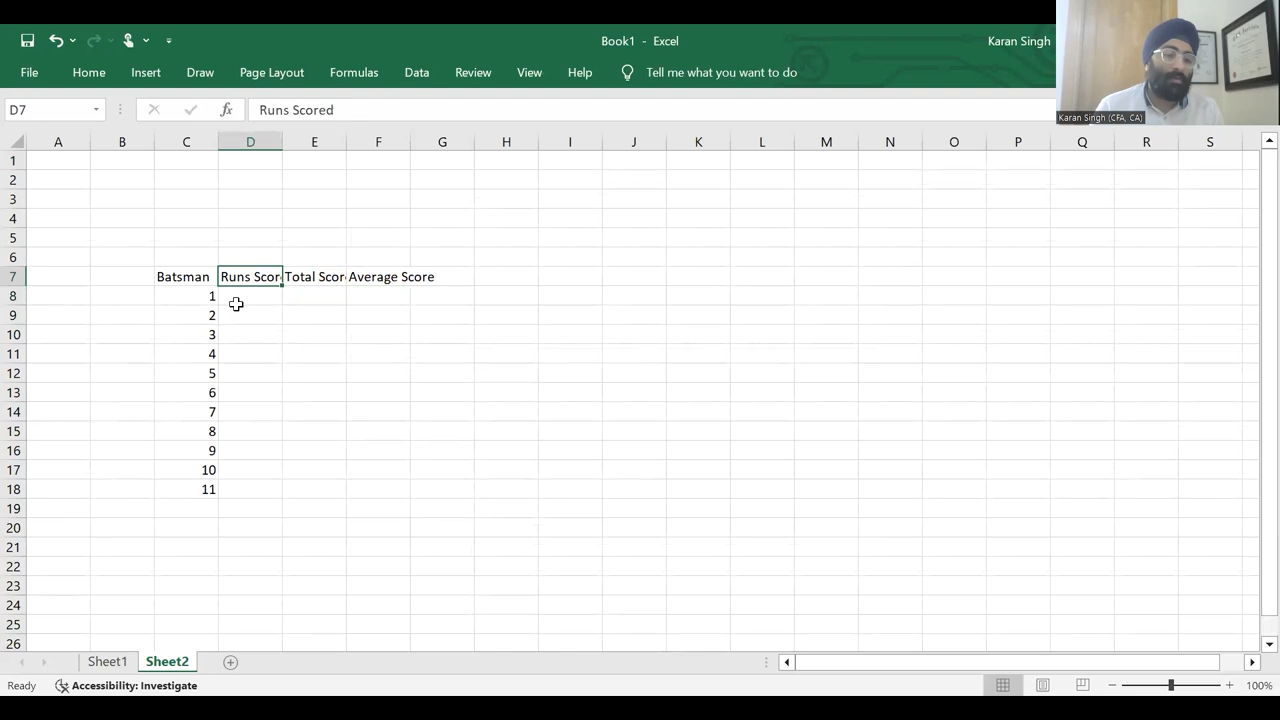 Book1 - Excel
Karan Singh
File Home Insert Draw Page Layout Formulas Data Review View Help Tell me what you want to do
Karan Singh (CFA, CA)
D7 fx Runs Scored
A B C D E F G H I J K L M N O P Q R S
1
2
3
4
5
6
7 Batsman Runs Scor Total Scor Average Score
8 1
9 2
10 3
11 4
12 5
13 6
14 7
15 8
16 9
17 10
18 11
19
20
21
22
23
24
25
26
Sheet1 Sheet2
Ready Accessibility: Investigate 100%